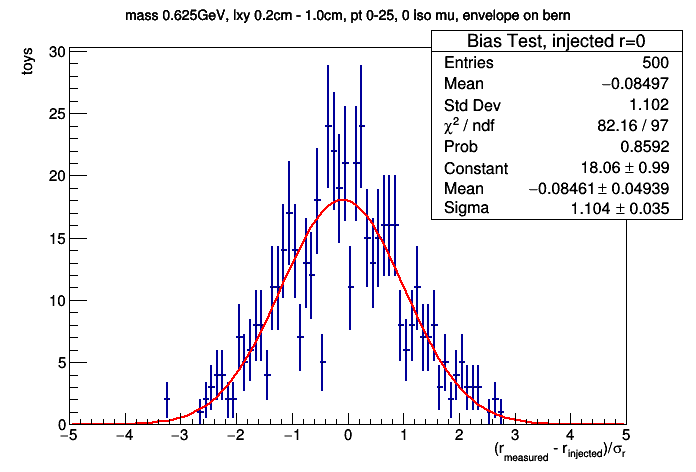 mass 0.625GeV, lxy 0.2cm - 1.0cm, pt 0-25, 0 Iso mu, envelope on bern
toys
Bias Test, injected r=0
Entries 500
Mean −0.08497
Std Dev 1.102
χ² / ndf 82.16 / 97
Prob 0.8592
Constant 18.06 ± 0.99
Mean −0.08461 ± 0.04939
Sigma 1.104 ± 0.035
30
25
20
15
10
5
0
−5 −4 −3 −2 −1 0 1 2 3 4 5
(r_measured - r_injected)/σ_r